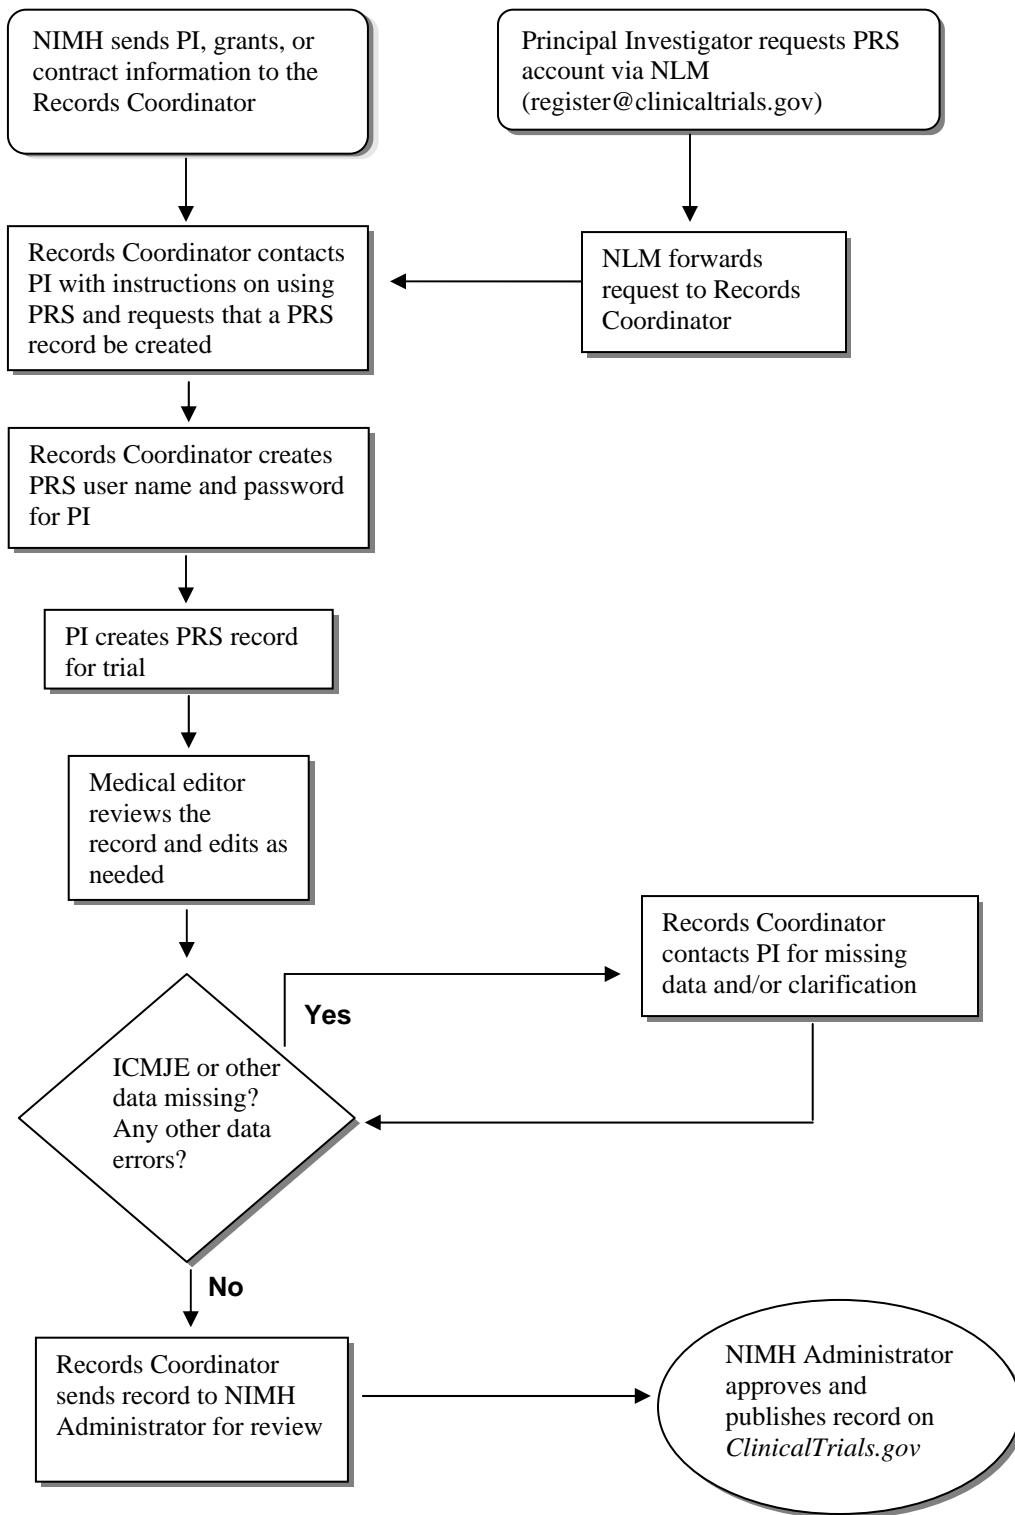 NIMH sends PI, grants, or
contract information to the
Records Coordinator
Principal Investigator requests PRS
account via NLM
(register@clinicaltrials.gov)
Records Coordinator contacts
PI with instructions on using
PRS and requests that a PRS
record be created
NLM forwards
request to Records
Coordinator
Records Coordinator creates
PRS user name and password
for PI
PI creates PRS record
for trial
Medical editor
reviews the
record and edits as
needed
Records Coordinator
contacts PI for missing
data and/or clarification
Yes
ICMJE or other
data missing?
Any other data
errors?
No
Records Coordinator
sends record to NIMH
Administrator for review
NIMH Administrator
approves and
publishes record on
ClinicalTrials.gov